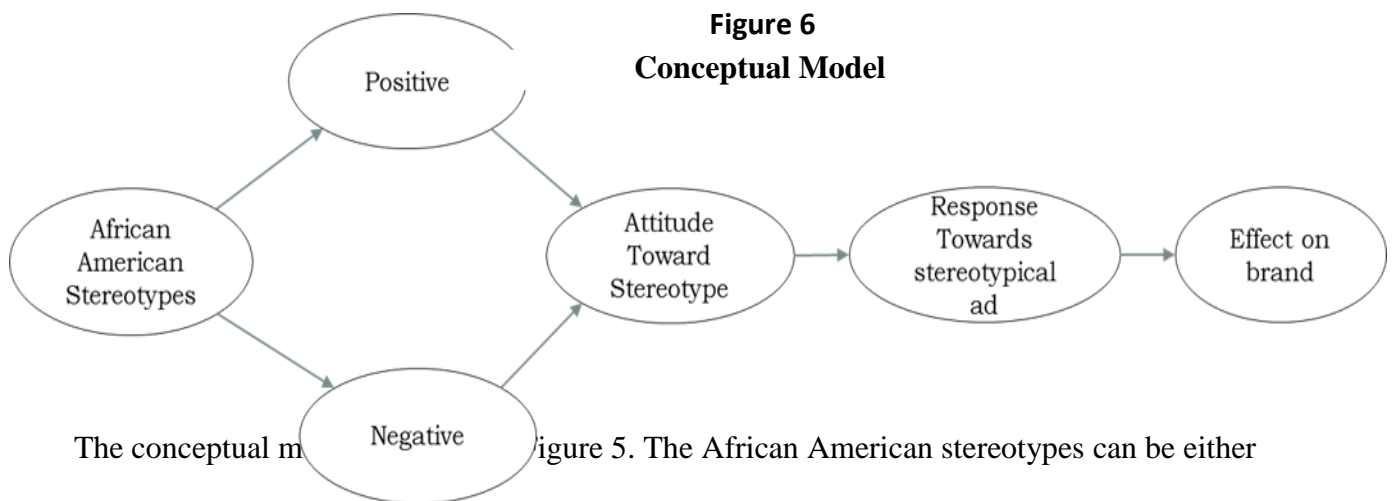 Figure 6
Conceptual Model
Positive
African
American
Stereotypes
Attitude
Toward
Stereotype
Response
Towards
stereotypical
ad
Effect on
brand
Negative
The conceptual m igure 5. The African American stereotypes can be either